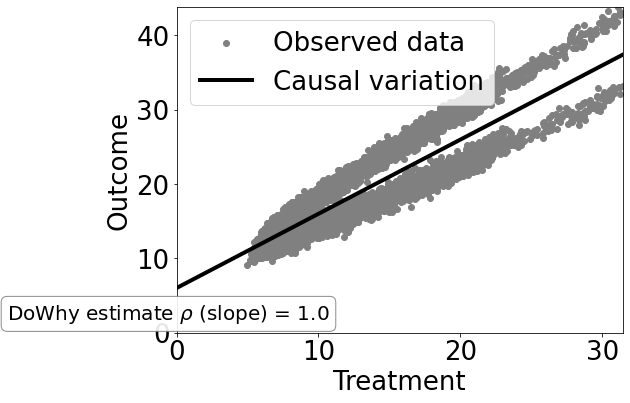 Observed data
Causal variation
Outcome
40
30
20
10
0
DoWhy estimate ρ (slope) = 1.0
0 10 20 30
Treatment